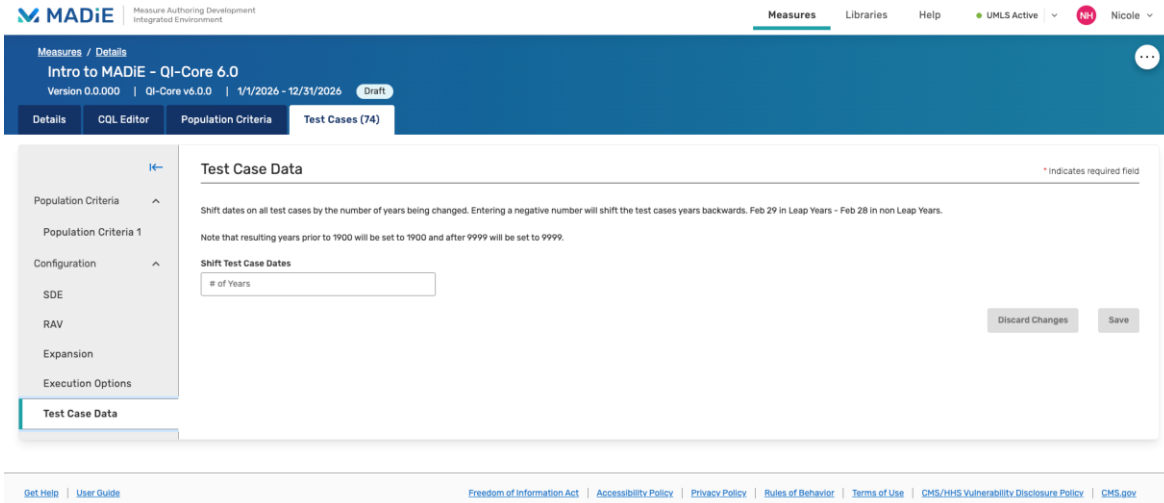 MADiE
Measure Authoring Development
Integrated Environment
Measures
Libraries
Help
UMLS Active
NH
Nicole
Measures / Details
Intro to MADiE - QI-Core 6.0
Version 0.0.000 | QI-Core v6.0.0 | 1/1/2026 - 12/31/2026 Draft
Details
CQL Editor
Population Criteria
Test Cases (74)
Population Criteria
Population Criteria 1
Configuration
SDE
RAV
Expansion
Execution Options
Test Case Data
Test Case Data
* Indicates required field
Shift dates on all test cases by the number of years being changed. Entering a negative number will shift the test cases years backwards. Feb 29 in Leap Years - Feb 28 in non Leap Years.
Note that resulting years prior to 1900 will be set to 1900 and after 9999 will be set to 9999.
Shift Test Case Dates
# of Years
Discard Changes
Save
Get Help | User Guide
Freedom of Information Act | Accessibility Policy | Privacy Policy | Rules of Behavior | Terms of Use | CMS/HHS Vulnerability Disclosure Policy | CMS.gov